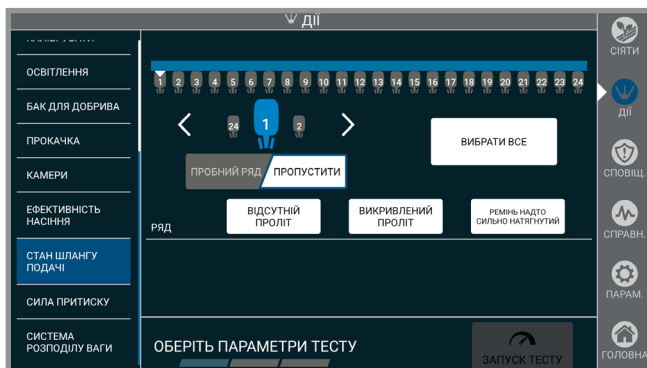 дії
ОСВІТЛЕННЯ
БАК ДЛЯ ДОБРИВА
ПРОКАЧКА
КАМЕРИ
ЕФЕКТИВНІСТЬ
НАСІННЯ
СТАН ШЛАНГУ
ПОДАЧІ
СИЛА ПРИТИСКУ
СИСТЕМА
РОЗПОДІЛУ ВАГИ
1 2 3 4 5 6 7 8 9 10 11 12 13 14 15 16 17 18 19 20 21 22 23 24
24 1 2
ВИБРАТИ ВСЕ
ПРОБНИЙ РЯД ПРОПУСТИТИ
РЯД
ВІДСУТНІЙ
ПРОЛІТ
ВИКРИВЛЕНИЙ
ПРОЛІТ
РЕМІНЬ НАДТО
СИЛЬНО НАТЯГНУТИЙ
ОБЕРІТЬ ПАРАМЕТРИ ТЕСТУ
ЗАПУСК ТЕСТУ
СІЯТИ
ДІЇ
СПОВІЩ.
СПРАВН.
ПАРАМ.
ГОЛОВНА